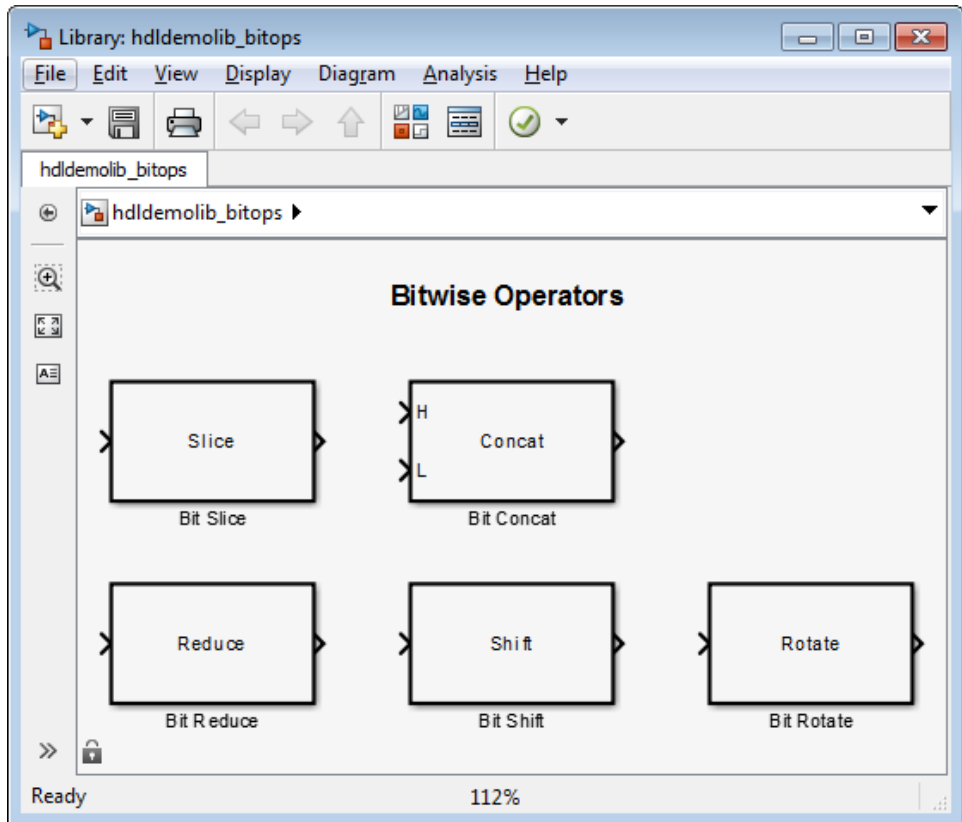 Library: hdldemolib_bitops
File Edit View Display Diagram Analysis Help
hdldemolib_bitops
hdldemolib_bitops
Bitwise Operators
Slice
H
Concat
L
Bit Slice
Bit Concat
Reduce
Shift
Rotate
Bit Reduce
Bit Shift
Bit Rotate
Ready 112%